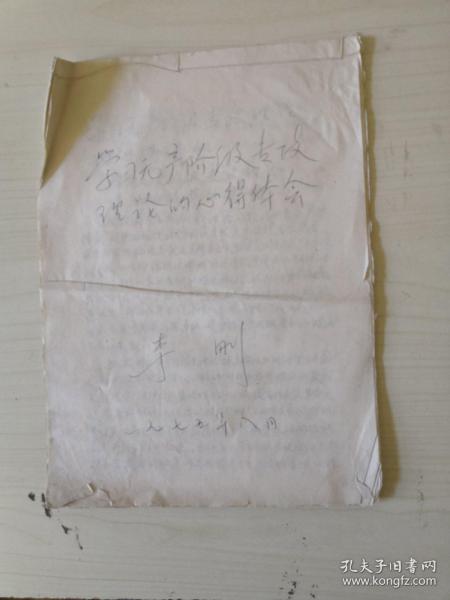 学习无产阶级专政
理论的心得体会
李刚
一九七五年八月
孔夫子旧书网
www.kongfz.com